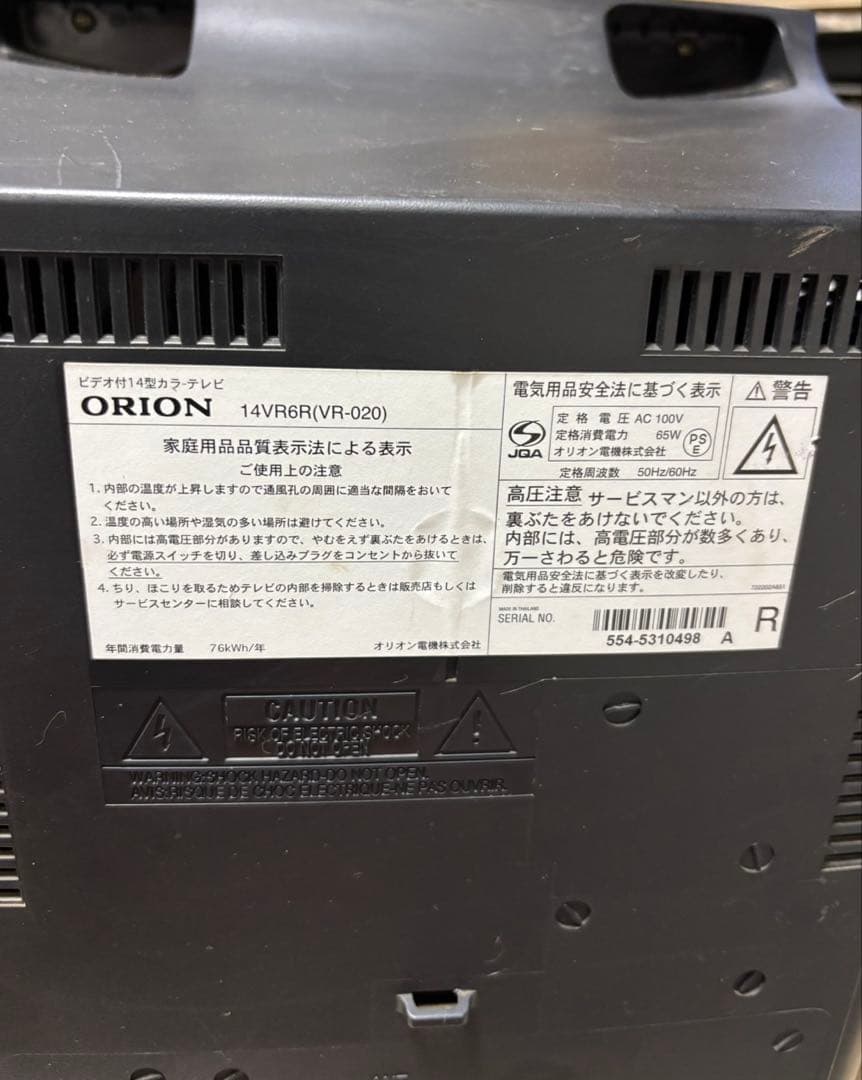 ビデオ付14型カラーテレビ
ORION 14VR6R(VR-020)
家庭用品品質表示法による表示
ご使用上の注意
1. 内部の温度が上昇しますので通風孔の周囲に適当な間隔をおいて
ください。
2. 温度の高い場所や湿気の多い場所は避けてください。
3. 内部には高電圧部分がありますので、やむをえず裏ぶたをあけるときは、
必ず電源スイッチを切り、差し込みプラグをコンセントから抜いて
ください。
4. ちり、ほこりを取るためテレビの内部を掃除するときは販売店もしくは
サービスセンターに相談してください。
年間消費電力量 76kWh/年 オリオン電機株式会社
電気用品安全法に基づく表示
JQA
定格電圧 AC 100V
定格消費電力 65W
オリオン電機株式会社
PSE
定格周波数 50Hz/60Hz
警告
高圧注意 サービスマン以外の方は、
裏ぶたをあけないでください。
内部には、高電圧部分が数多くあり、
万一さわると危険です。
電気用品安全法に基づく表示を改変したり、
削除すると違反になります。
MADE IN THAILAND
SERIAL NO.
554-5310498 A
R
CAUTION
RISK OF ELECTRIC SHOCK
DO NOT OPEN
WARNING:SHOCK HAZARD-DO NOT OPEN.
AVIS:RISQUE DE CHOC ELECTRIQUE-NE PAS OUVRIR.